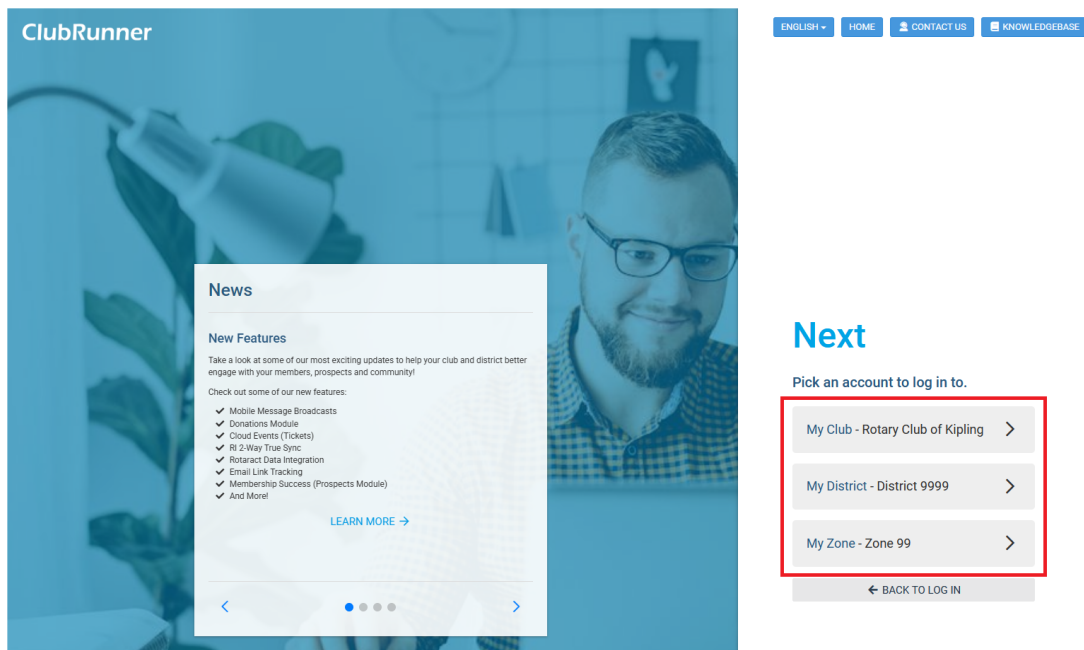 ClubRunner
ENGLISH
HOME
CONTACT US
KNOWLEDGEBASE
News
New Features
Take a look at some of our most exciting updates to help your club and district better
engage with your members, prospects and community!
Check out some of our new features:
Mobile Message Broadcasts
Donations Module
Cloud Events (Tickets)
RI 2-Way True Sync
Rotaract Data Integration
Email Link Tracking
Membership Success (Prospects Module)
And More!
LEARN MORE →
Next
Pick an account to log in to.
My Club - Rotary Club of Kipling
My District - District 9999
My Zone - Zone 99
← BACK TO LOG IN